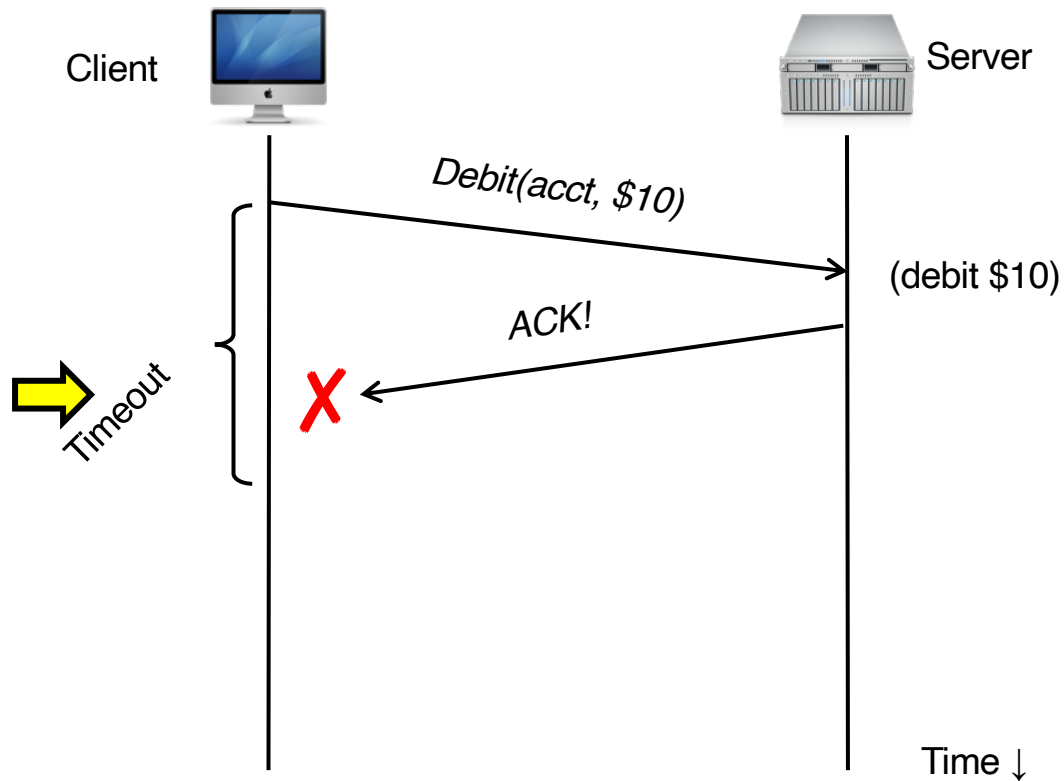 Client
Server
Debit(acct, $10)
(debit $10)
ACK!
Timeout
Time ↓